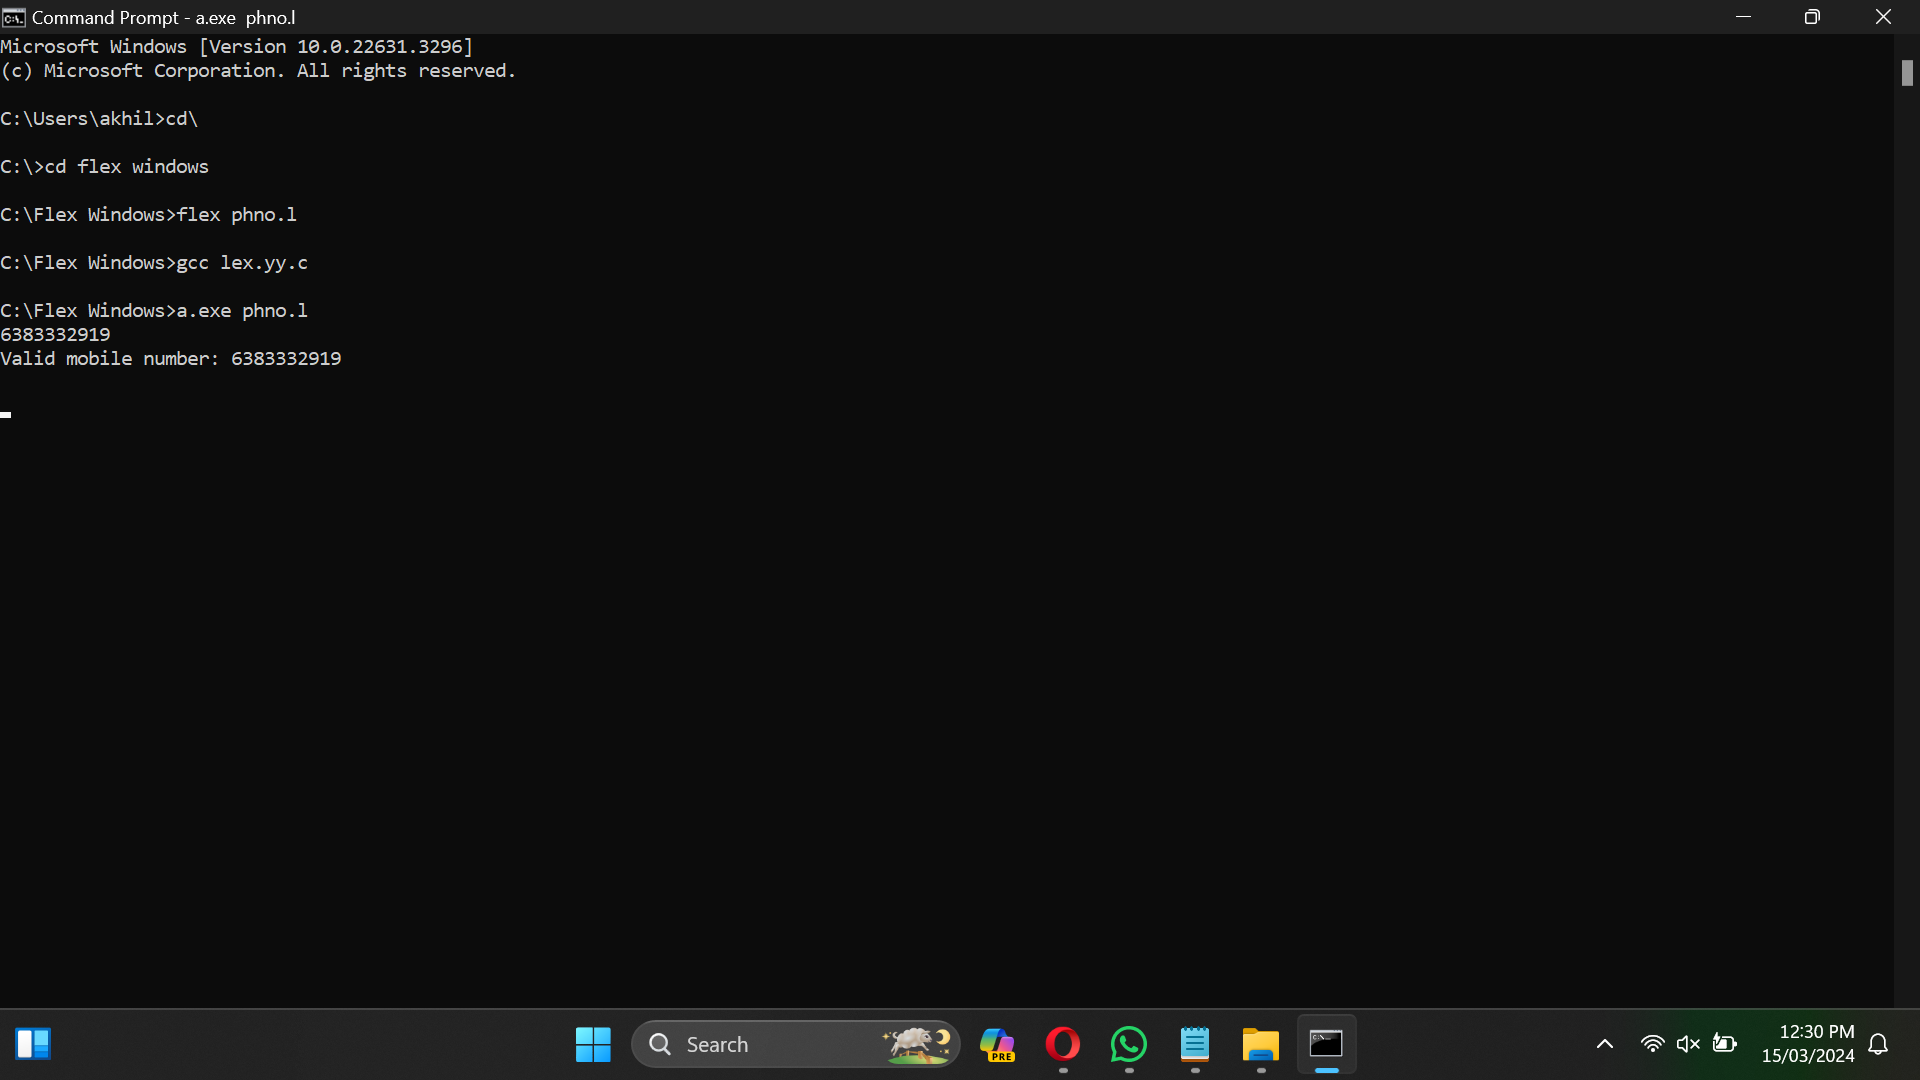 Command Prompt - a.exe  phno.l
Microsoft Windows [Version 10.0.22631.3296]
(c) Microsoft Corporation. All rights reserved.
C:\Users\akhil>cd\
C:\>cd flex windows
C:\Flex Windows>flex phno.l
C:\Flex Windows>gcc lex.yy.c
C:\Flex Windows>a.exe phno.l
6383332919
Valid mobile number: 6383332919
Search
PRE
12:30 PM
15/03/2024